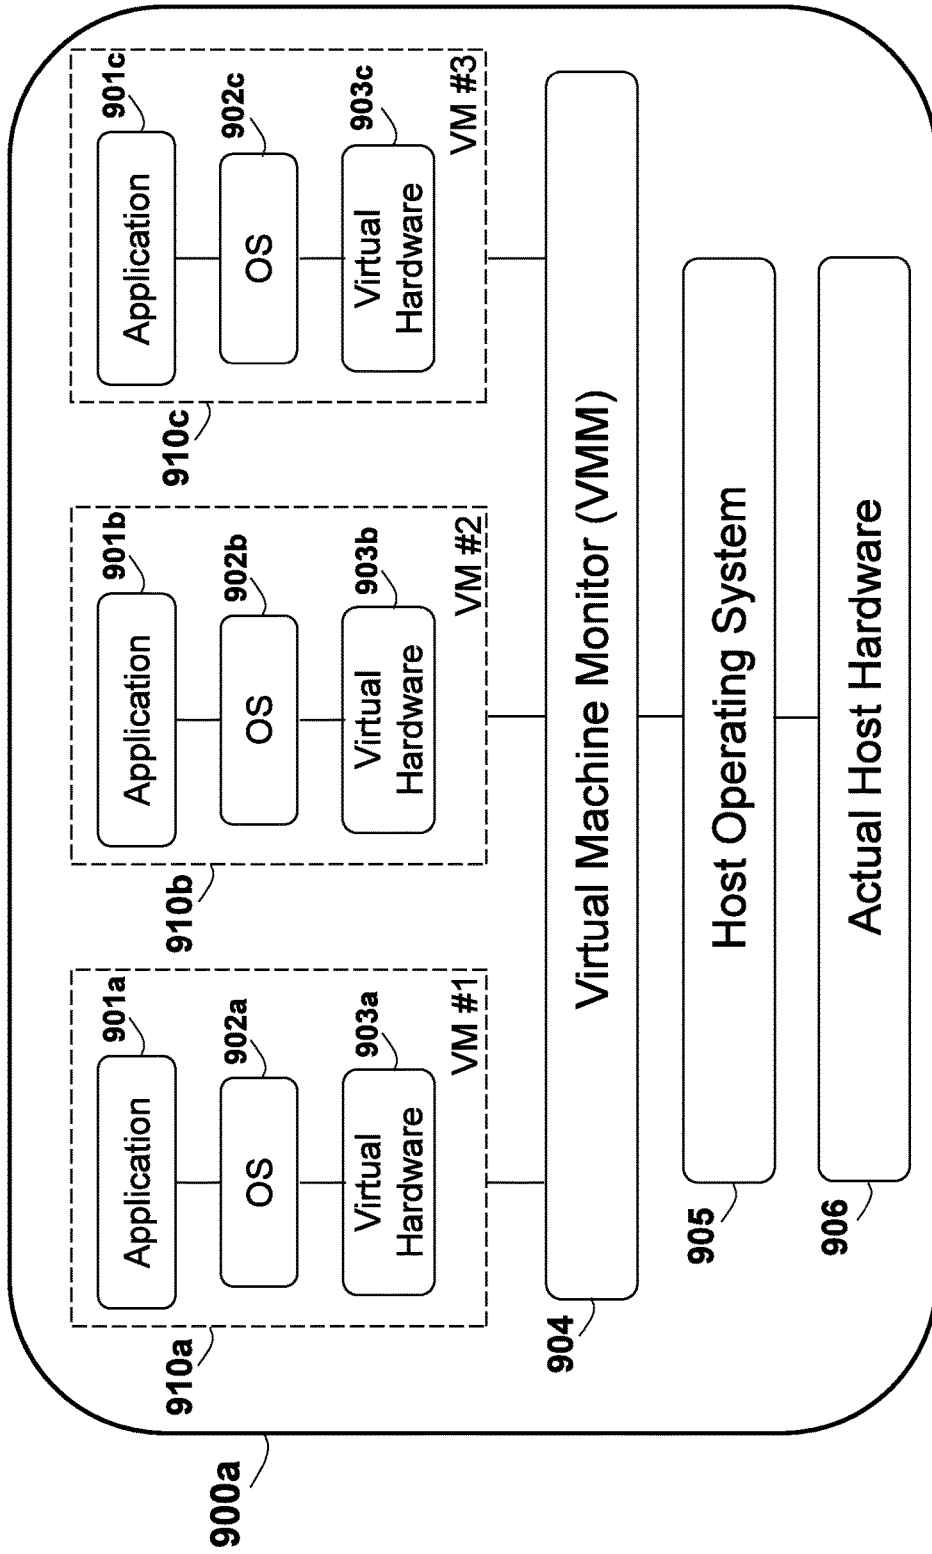 900a
910a
Application
901a
OS
902a
Virtual
Hardware
903a
VM #1
910b
Application
901b
OS
902b
Virtual
Hardware
903b
VM #2
910c
Application
901c
OS
902c
Virtual
Hardware
903c
VM #3
904
Virtual Machine Monitor (VMM)
905
Host Operating System
906
Actual Host Hardware